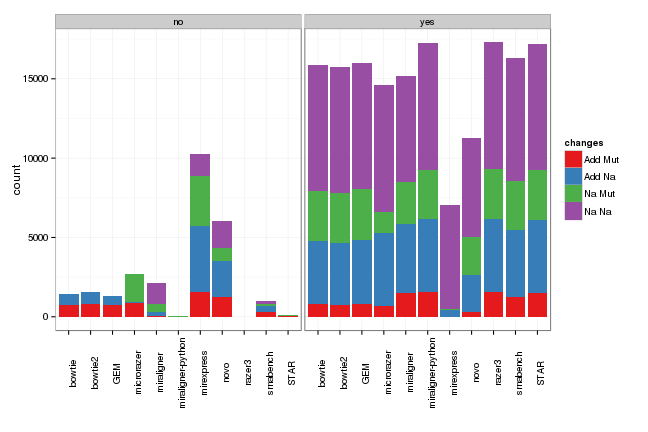 no
yes
count
15000
10000
5000
0
bowtie
bowtie2
GEM
microrazer
miraligner
miraligner-python
mirexpress
novo
razer3
srnabench
STAR
bowtie
bowtie2
GEM
microrazer
miraligner
miraligner-python
mirexpress
novo
razer3
srnabench
STAR
changes
Add Mut
Add Na
Na Mut
Na Na